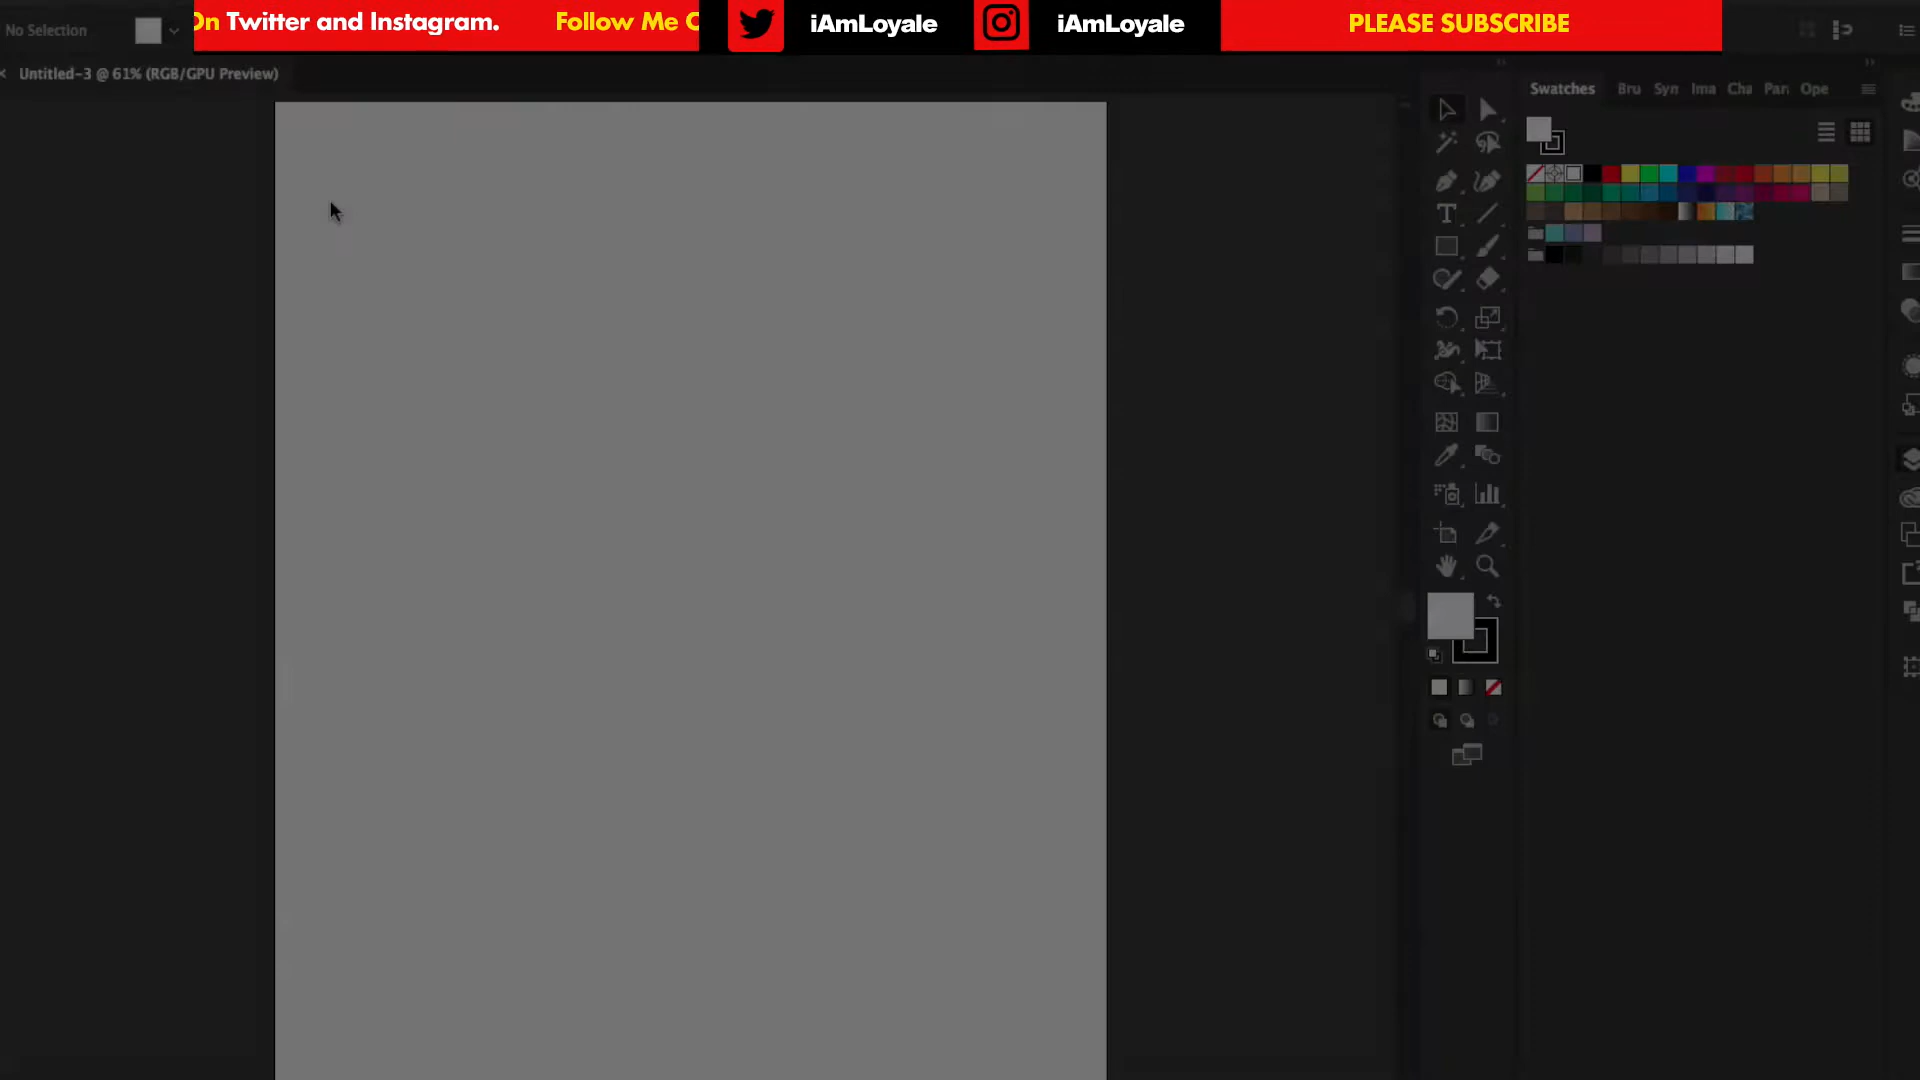 No Selection
On Twitter and Instagram. Follow Me O
iAmLoyale
iAmLoyale
PLEASE SUBSCRIBE
Untitled-3 @ 61% (RGB/GPU Preview)
Swatches Bru Syn Ima Cha Par Ope